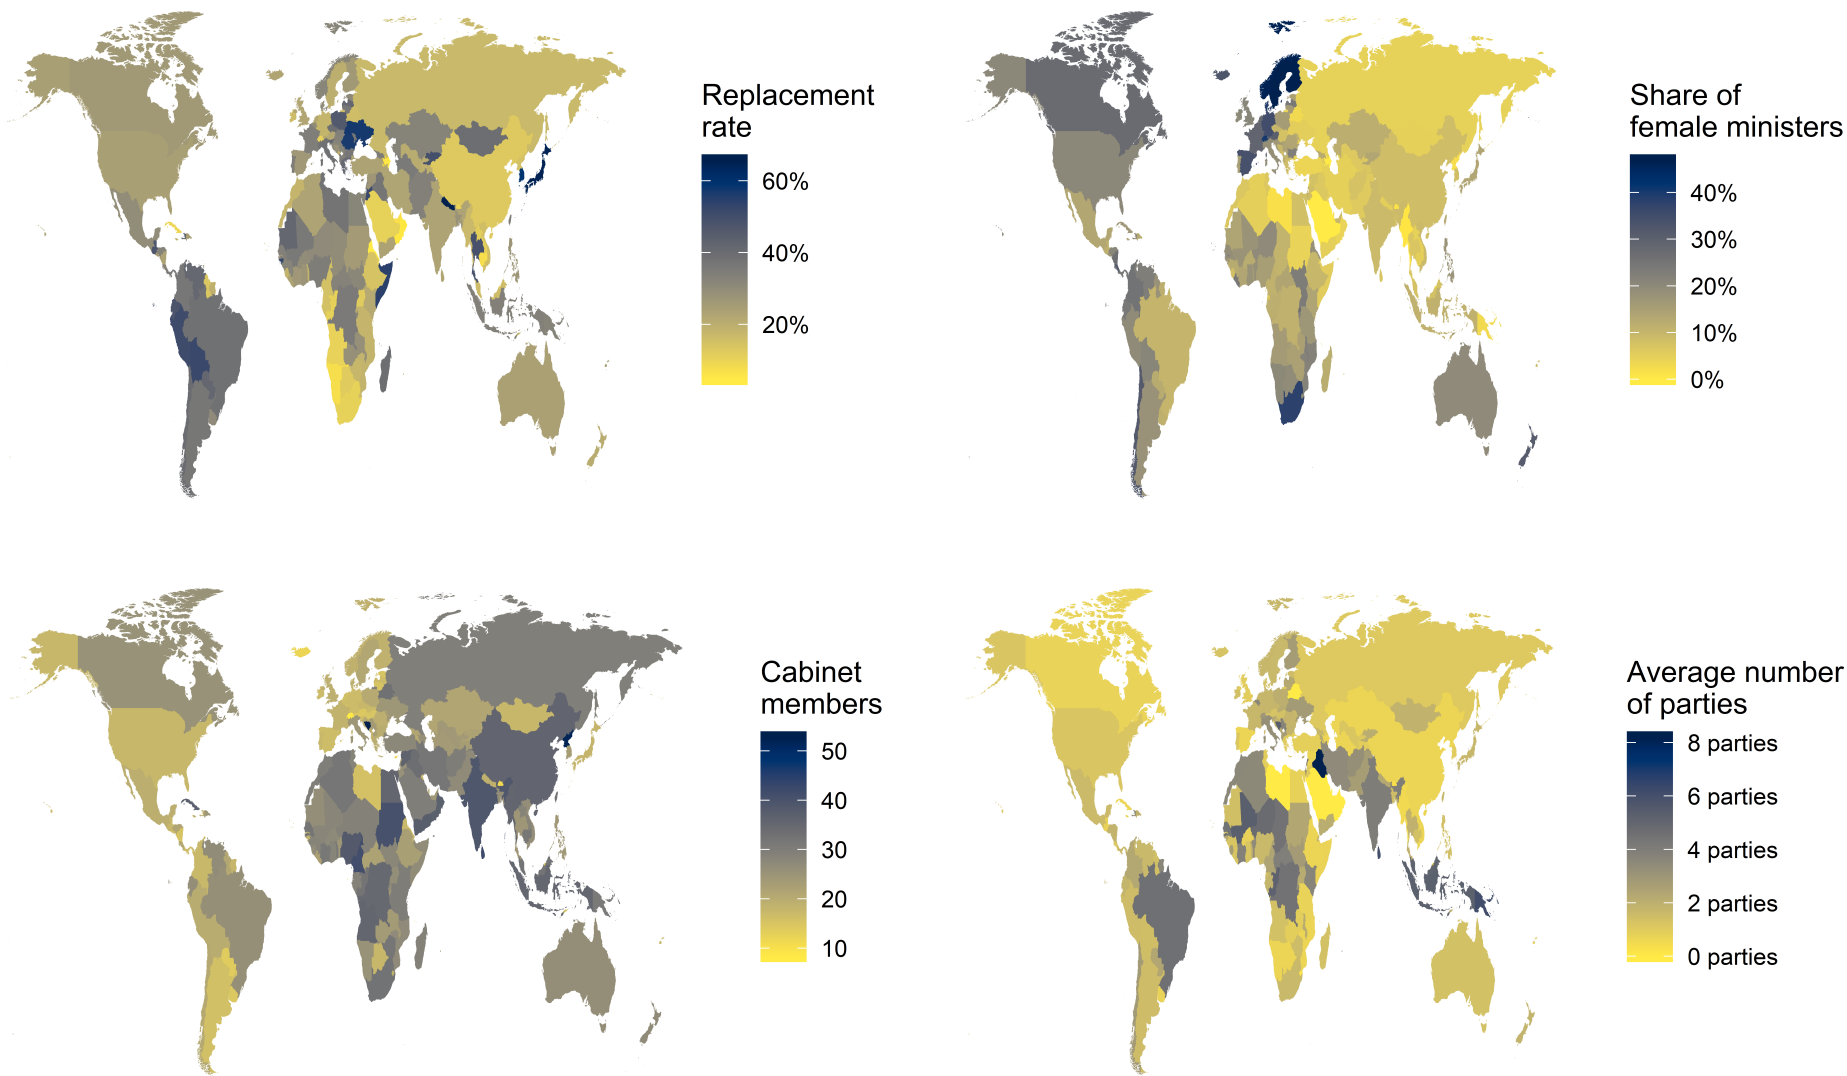 Replacement
rate
60%
40%
20%
Share of
female ministers
40%
30%
20%
10%
0%
Cabinet
members
50
40
30
20
10
Average number
of parties
8 parties
6 parties
4 parties
2 parties
0 parties